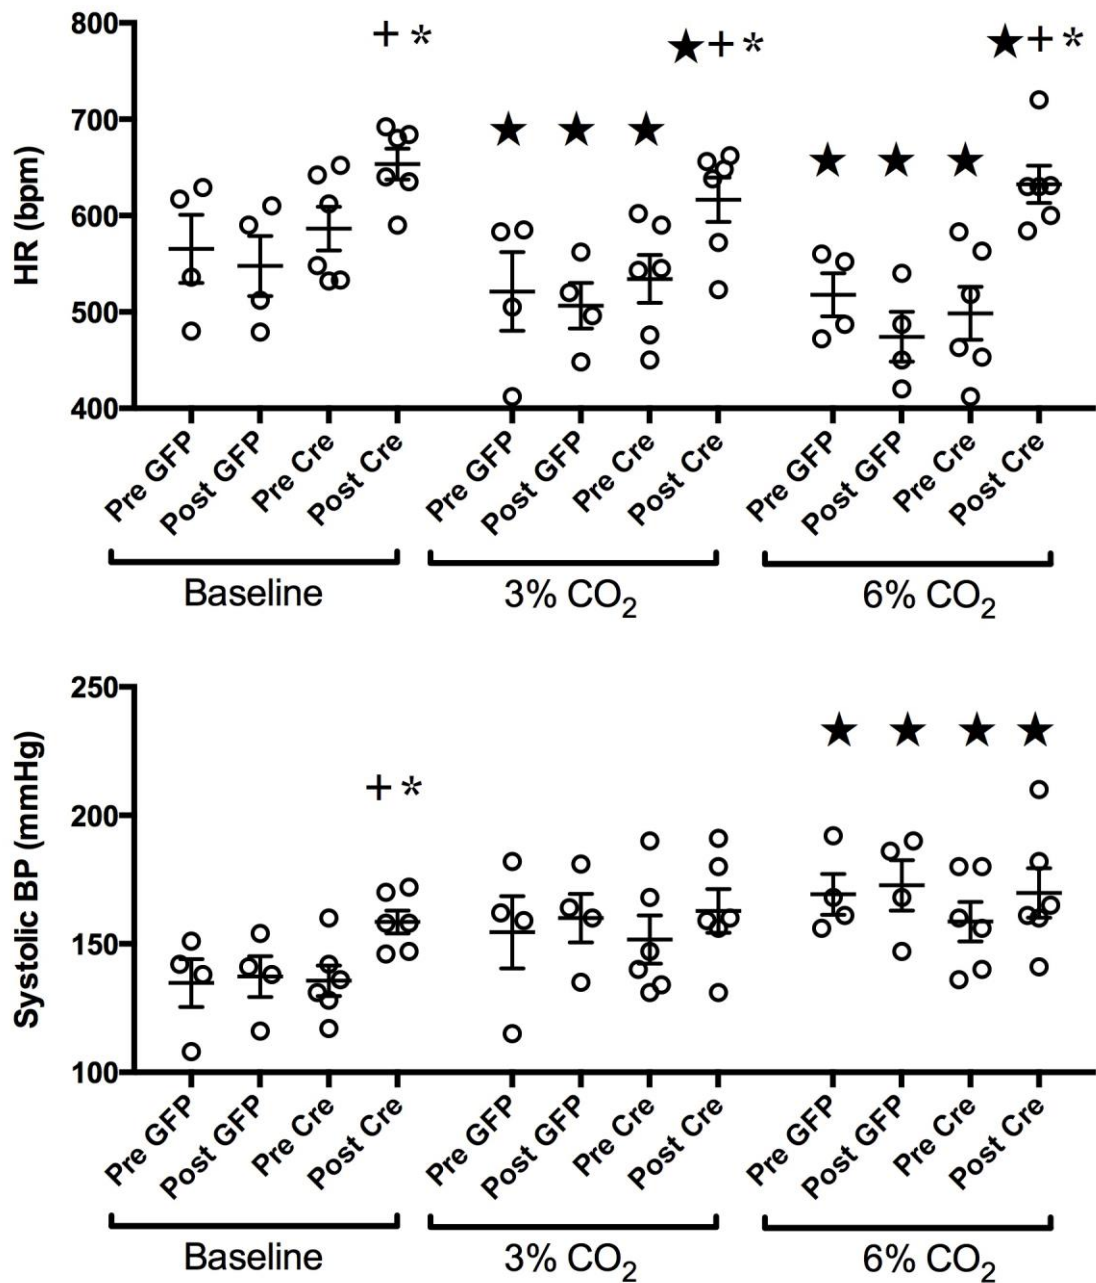 800
+ *
★ + *
★ + *
700
★ ★ ★
★ ★ ★
HR (bpm)
600
500
400
Pre GFP Post GFP Pre Cre Post Cre Pre GFP Post GFP Pre Cre Post Cre Pre GFP Post GFP Pre Cre Post Cre
Baseline 3% CO₂ 6% CO₂
250
★ ★ ★ ★
+ *
Systolic BP (mmHg)
200
150
100
Pre GFP Post GFP Pre Cre Post Cre Pre GFP Post GFP Pre Cre Post Cre Pre GFP Post GFP Pre Cre Post Cre
Baseline 3% CO₂ 6% CO₂